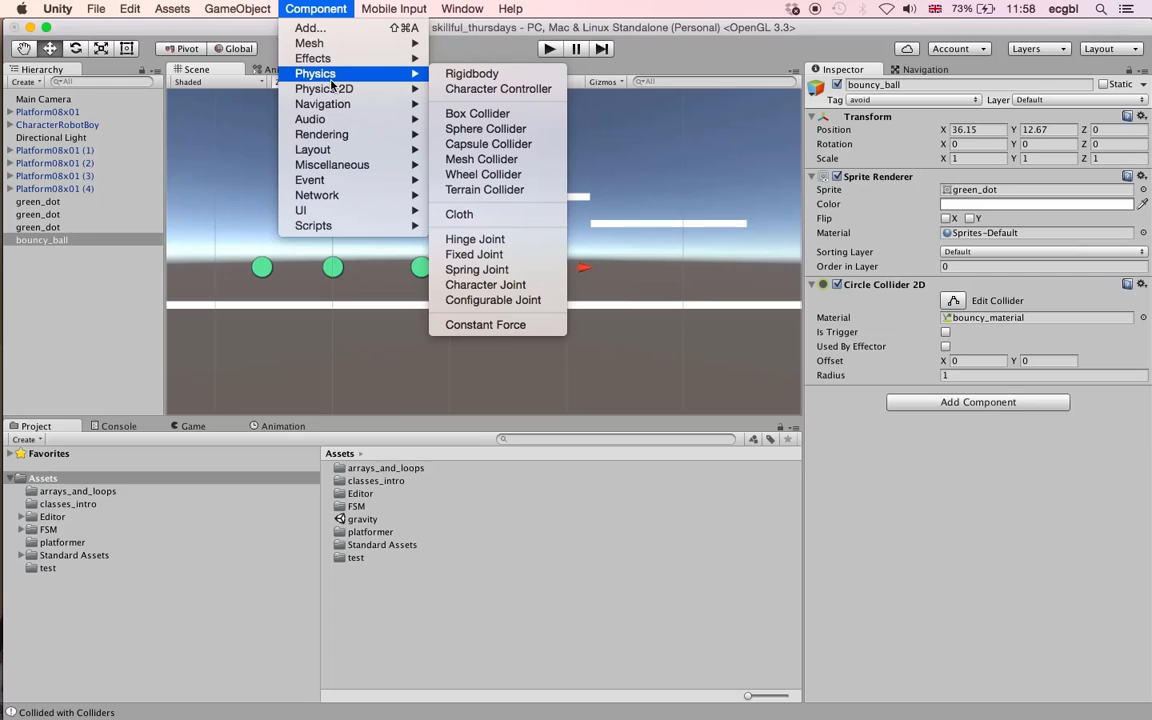 Unity File Edit Assets GameObject Component Mobile Input Window Help 73% 11:58 ecgbl
skillful_thursdays - PC, Mac & Linux Standalone (Personal) <OpenGL 3.3>
Pivot Global Account Layers Layout
Hierarchy
Create All
Main Camera
Platform08x01
CharacterRobotBoy
Directional Light
Platform08x01 (1)
Platform08x01 (2)
Platform08x01 (3)
Platform08x01 (4)
green_dot
green_dot
green_dot
bouncy_ball
Scene
Shaded Gizmos All
Add... ⇧⌘A
Mesh
Effects
Physics
Physics 2D
Navigation
Audio
Rendering
Layout
Miscellaneous
Event
Network
UI
Scripts
Rigidbody
Character Controller
Box Collider
Sphere Collider
Capsule Collider
Mesh Collider
Wheel Collider
Terrain Collider
Cloth
Hinge Joint
Fixed Joint
Spring Joint
Character Joint
Configurable Joint
Constant Force
Inspector Navigation
bouncy_ball Static
Tag avoid Layer Default
Transform
Position X 36.15 Y 12.67 Z 0
Rotation X 0 Y 0 Z 0
Scale X 1 Y 1 Z 1
Sprite Renderer
Sprite green_dot
Color
Flip X Y
Material Sprites-Default
Sorting Layer Default
Order in Layer 0
Circle Collider 2D
Edit Collider
Material bouncy_material
Is Trigger
Used By Effector
Offset X 0 Y 0
Radius 1
Add Component
Project Console Game Animation
Create
Favorites
Assets
arrays_and_loops
classes_intro
Editor
FSM
platformer
Standard Assets
test
Assets
arrays_and_loops
classes_intro
Editor
FSM
gravity
platformer
Standard Assets
test
Collided with Colliders